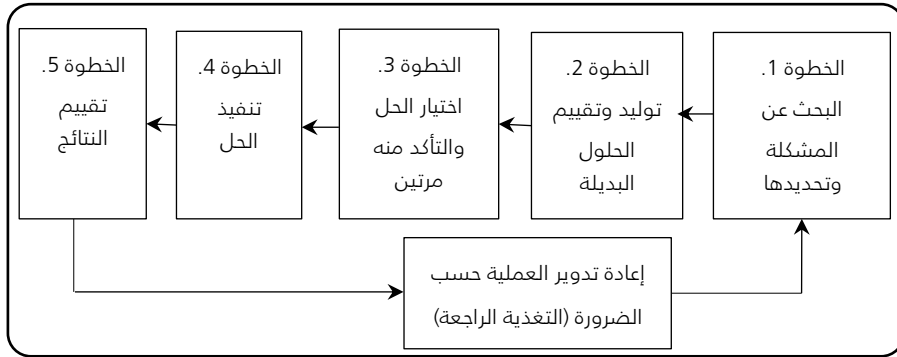 الخطوة 1.
البحث عن
المشكلة
وتحديدها
الخطوة 2.
توليد وتقييم
الحلول
البديلة
الخطوة 3.
اختيار الحل
والتأكد منه
مرتين
الخطوة 4.
تنفيذ
الحل
الخطوة 5.
تقييم
النتائج
إعادة تدوير العملية حسب
الضرورة (التغذية الراجعة)